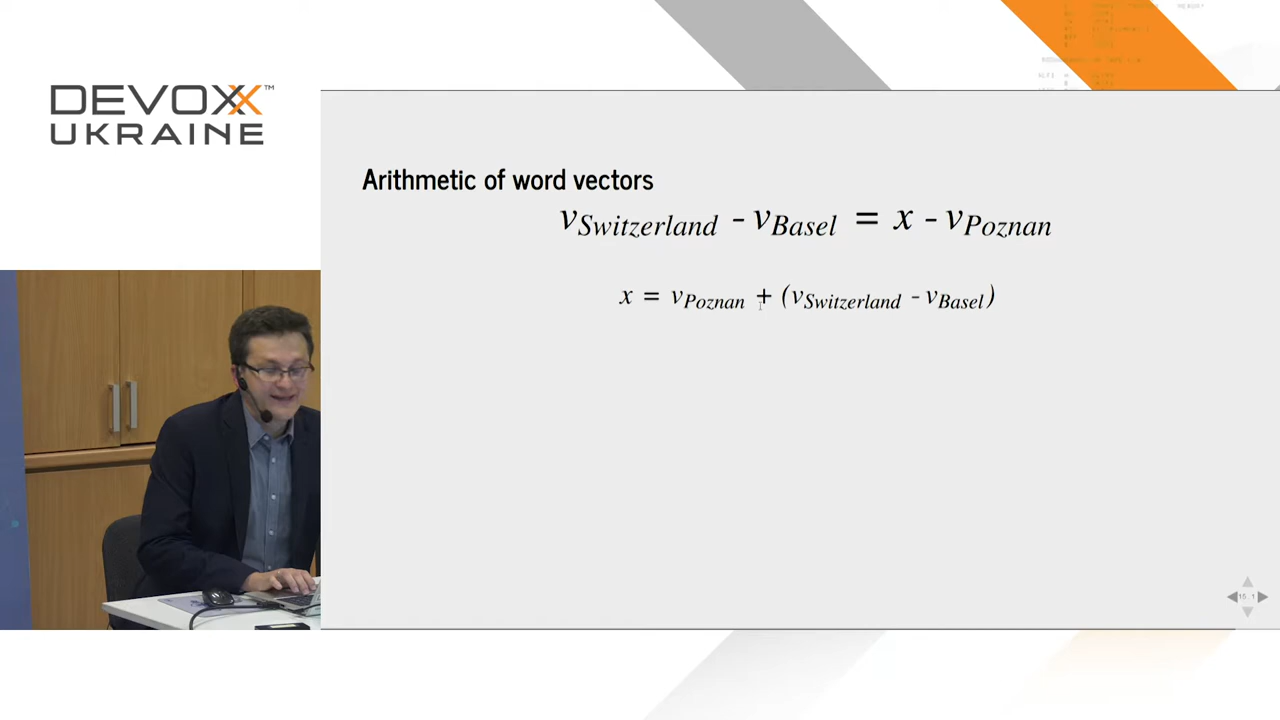 DEVOXX™
UKRAINE
Arithmetic of word vectors
vSwitzerland - vBasel = x - vPoznan
x = vPoznan + (vSwitzerland - vBasel)